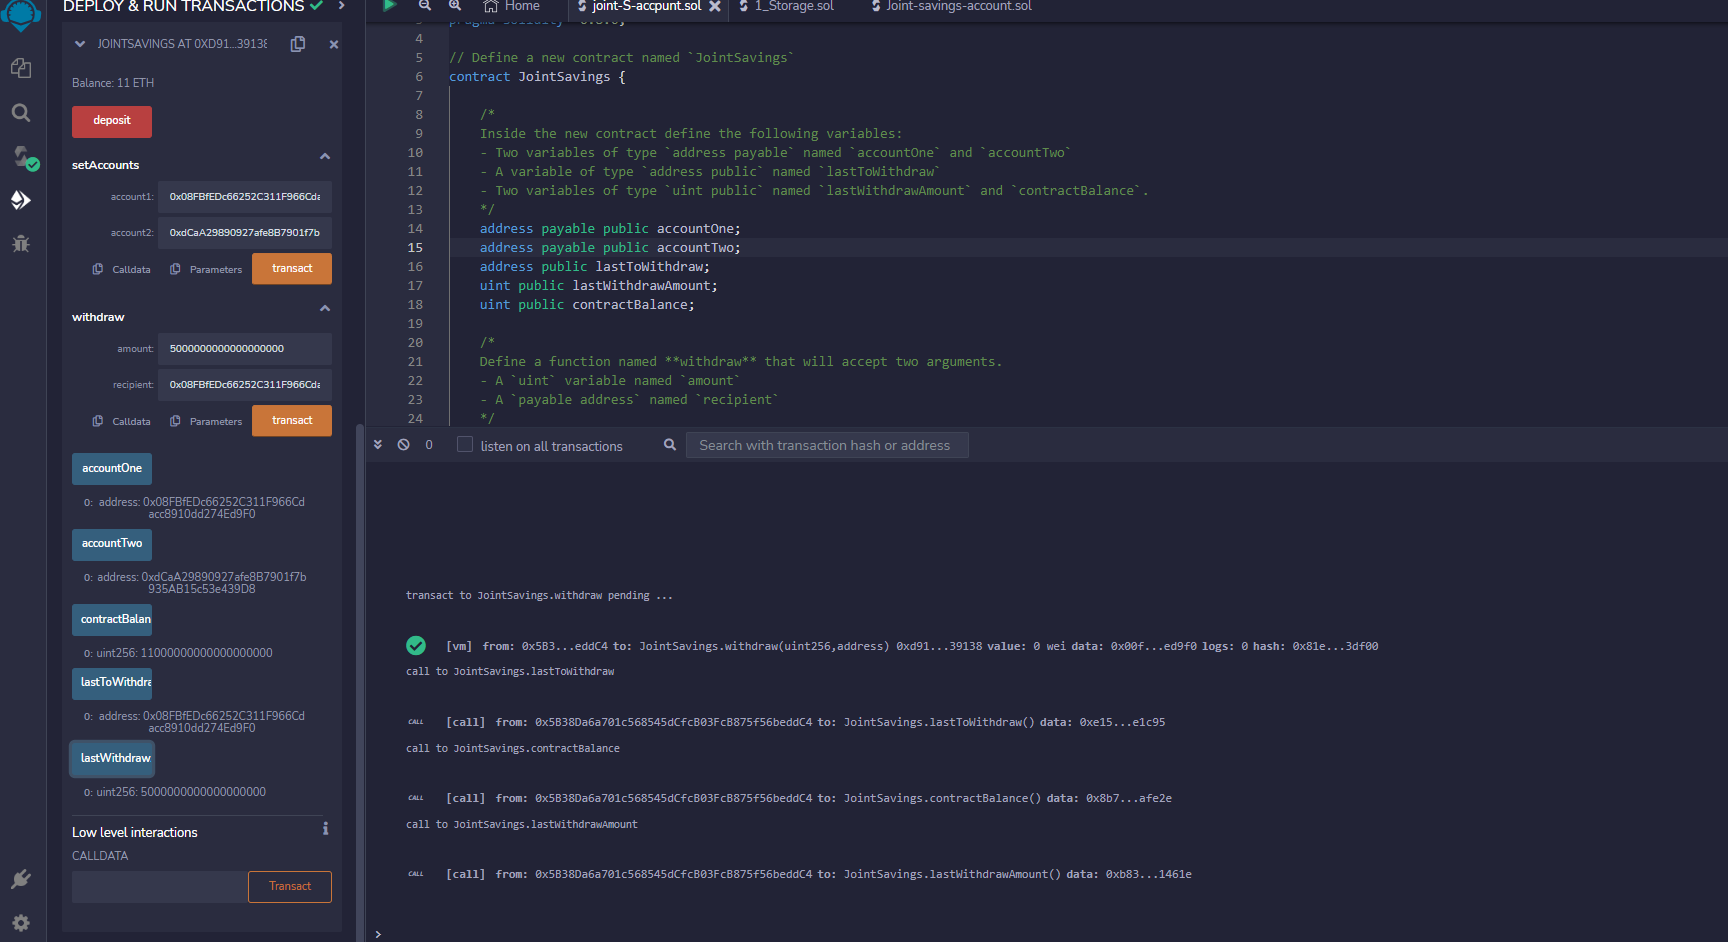 DEPLOY & RUN TRANSACTIONS
JOINTSAVINGS AT 0XD91...39138
Balance: 11 ETH
deposit
setAccounts
account1: 0x08FBfEDc66252C311F966Cda
account2: 0xdCaA29890927afe8B7901f7b
Calldata Parameters transact
withdraw
amount: 5000000000000000000
recipient: 0x08FBfEDc66252C311F966Cda
Calldata Parameters transact
accountOne
0: address: 0x08FBfEDc66252C311F966Cd
acc8910dd274Ed9F0
accountTwo
0: address: 0xdCaA29890927afe8B7901f7b
935AB15c53e439D8
contractBalan
0: uint256: 11000000000000000000
lastToWithdra
0: address: 0x08FBfEDc66252C311F966Cd
acc8910dd274Ed9F0
lastWithdraw
0: uint256: 5000000000000000000
Low level interactions
CALLDATA
Transact
Home joint-S-accpunt.sol 1_Storage.sol Joint-savings-account.sol
4
5 // Define a new contract named `JointSavings`
6 contract JointSavings {
7
8 /*
9 Inside the new contract define the following variables:
10 - Two variables of type `address payable` named `accountOne` and `accountTwo`
11 - A variable of type `address public` named `lastToWithdraw`
12 - Two variables of type `uint public` named `lastWithdrawAmount` and `contractBalance`.
13 */
14 address payable public accountOne;
15 address payable public accountTwo;
16 address public lastToWithdraw;
17 uint public lastWithdrawAmount;
18 uint public contractBalance;
19
20 /*
21 Define a function named **withdraw** that will accept two arguments.
22 - A `uint` variable named `amount`
23 - A `payable address` named `recipient`
24 */
0 listen on all transactions Search with transaction hash or address
transact to JointSavings.withdraw pending ...
[vm] from: 0x5B3...eddC4 to: JointSavings.withdraw(uint256,address) 0xd91...39138 value: 0 wei data: 0x00f...ed9f0 logs: 0 hash: 0x81e...3df00
call to JointSavings.lastToWithdraw
CALL [call] from: 0x5B38Da6a701c568545dCfcB03FcB875f56beddC4 to: JointSavings.lastToWithdraw() data: 0xe15...e1c95
call to JointSavings.contractBalance
CALL [call] from: 0x5B38Da6a701c568545dCfcB03FcB875f56beddC4 to: JointSavings.contractBalance() data: 0x8b7...afe2e
call to JointSavings.lastWithdrawAmount
CALL [call] from: 0x5B38Da6a701c568545dCfcB03FcB875f56beddC4 to: JointSavings.lastWithdrawAmount() data: 0xb83...1461e
>